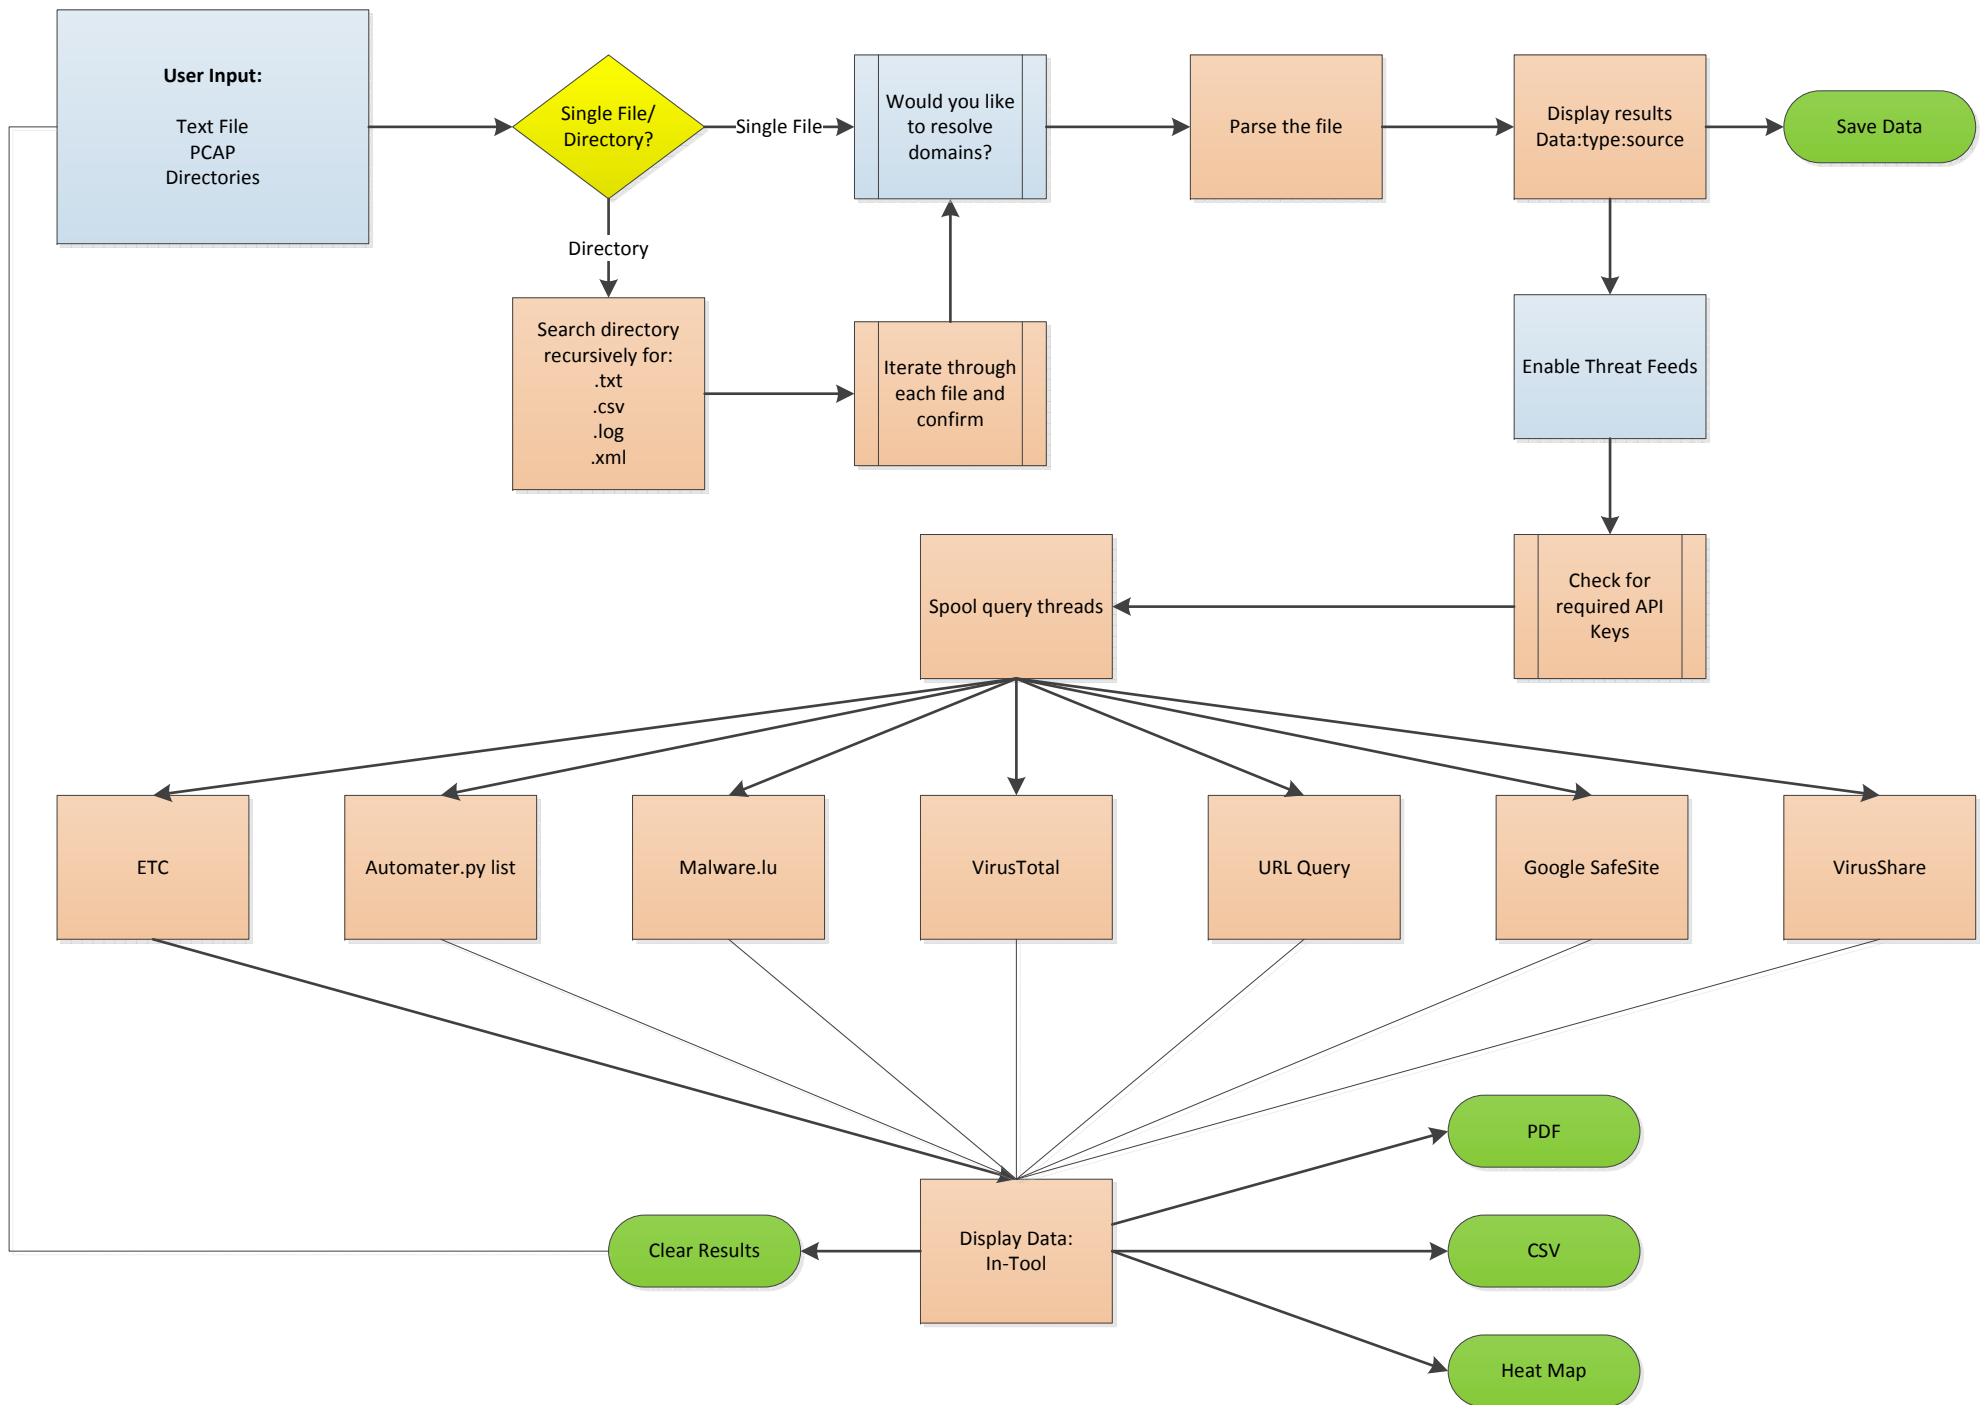 User Input:
Text File
PCAP
Directories
Single File/
Directory?
Single File
Would you like
to resolve
domains?
Parse the file
Display results
Data:type:source
Save Data
Directory
Search directory
recursively for:
.txt
.csv
.log
.xml
Iterate through
each file and
confirm
Enable Threat Feeds
Check for
required API
Keys
Spool query threads
ETC
Automater.py list
Malware.lu
VirusTotal
URL Query
Google SafeSite
VirusShare
Display Data:
In-Tool
Clear Results
PDF
CSV
Heat Map